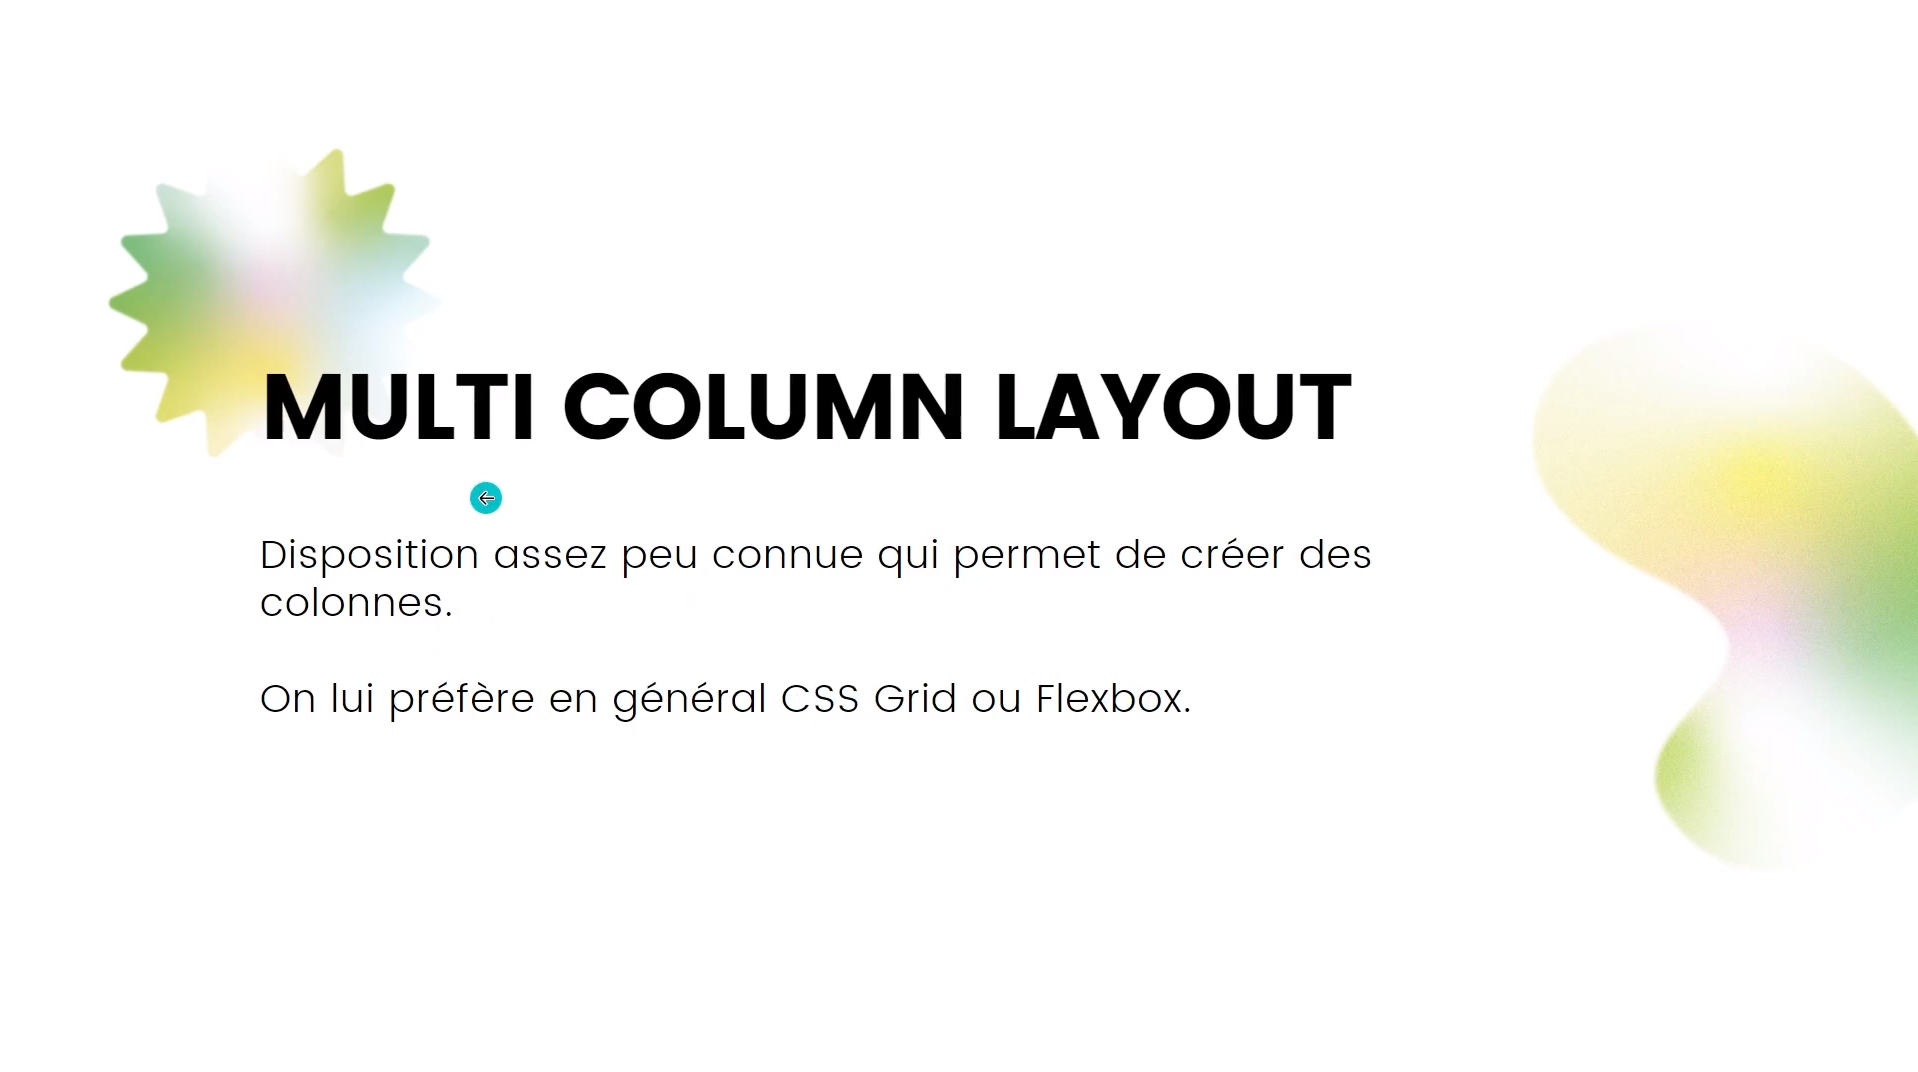 MULTI COLUMN LAYOUT
Disposition assez peu connue qui permet de créer des
colonnes.
On lui préfère en général CSS Grid ou Flexbox.